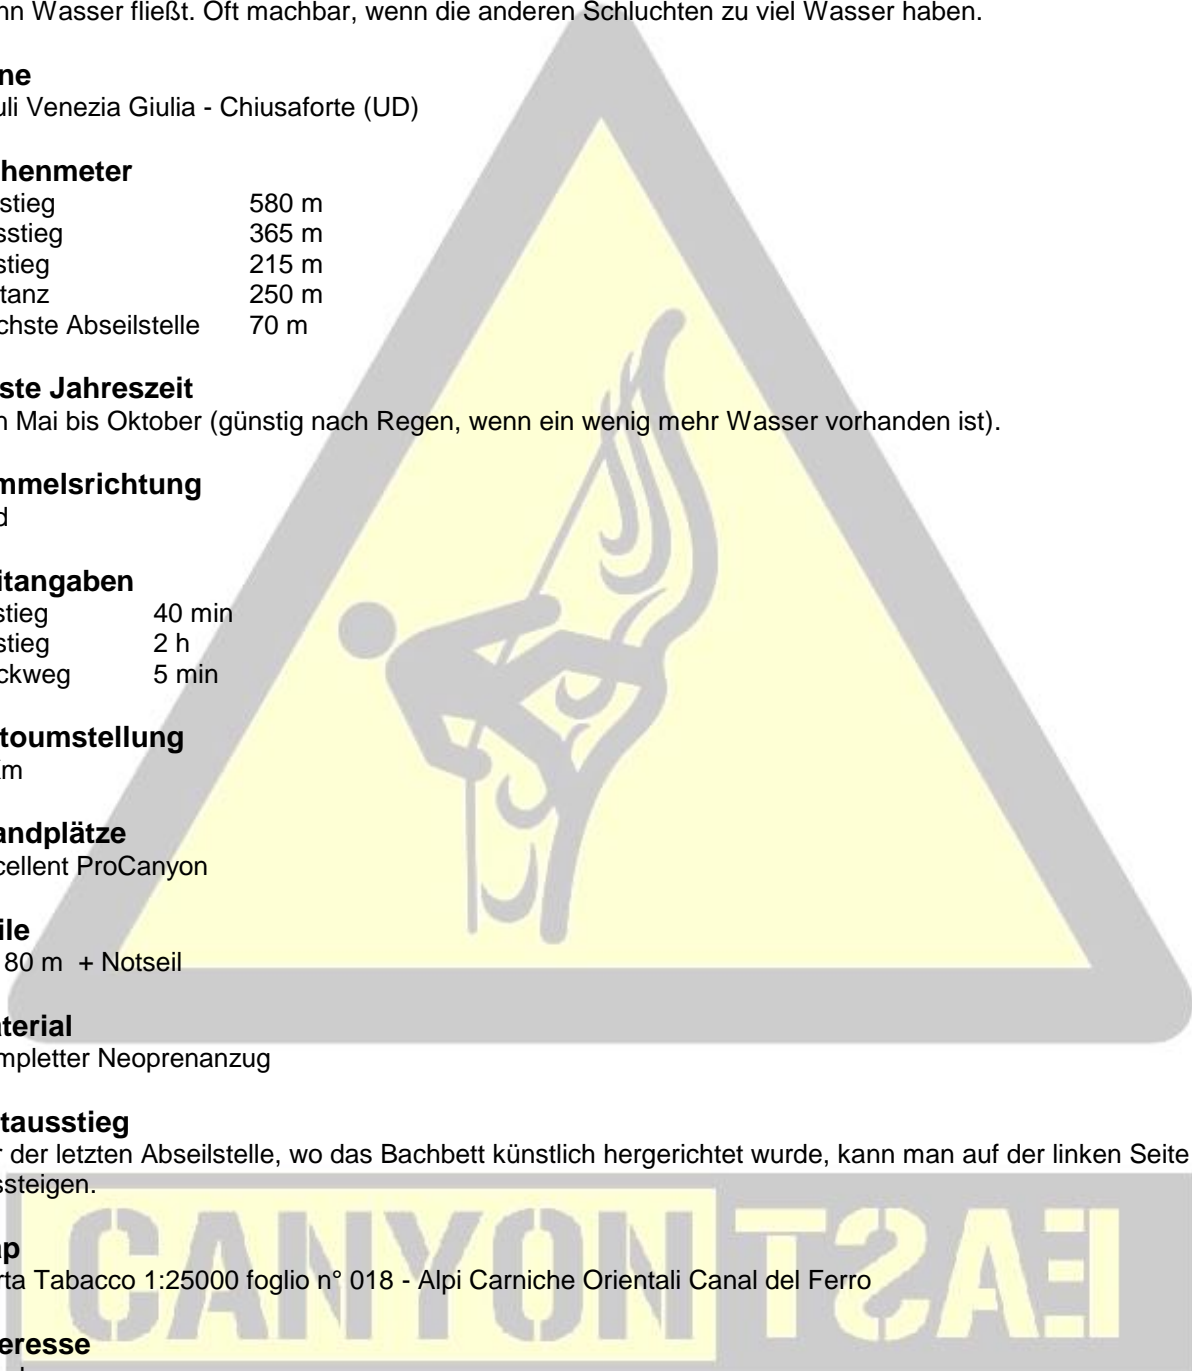 nn Wasser fließt. Oft machbar, wenn die anderen Schluchten zu viel Wasser haben.
ne
uli Venezia Giulia - Chiusaforte (UD)
henmeter
stieg 580 m
sstieg 365 m
stieg 215 m
tanz 250 m
chste Abseilstelle 70 m
ste Jahreszeit
n Mai bis Oktober (günstig nach Regen, wenn ein wenig mehr Wasser vorhanden ist).
mmelsrichtung
d
itangaben
stieg 40 min
stieg 2 h
ckweg 5 min
toumstellung
m
andplätze
cellent ProCanyon
ile
80 m + Notseil
terial
mpletter Neoprenanzug
tausstieg
r der letzten Abseilstelle, wo das Bachbett künstlich hergerichtet wurde, kann man auf der linken Seite
ssteigen.
ap
rta Tabacco 1:25000 foglio n° 018 - Alpi Carniche Orientali Canal del Ferro
CANYON EAST
eresse